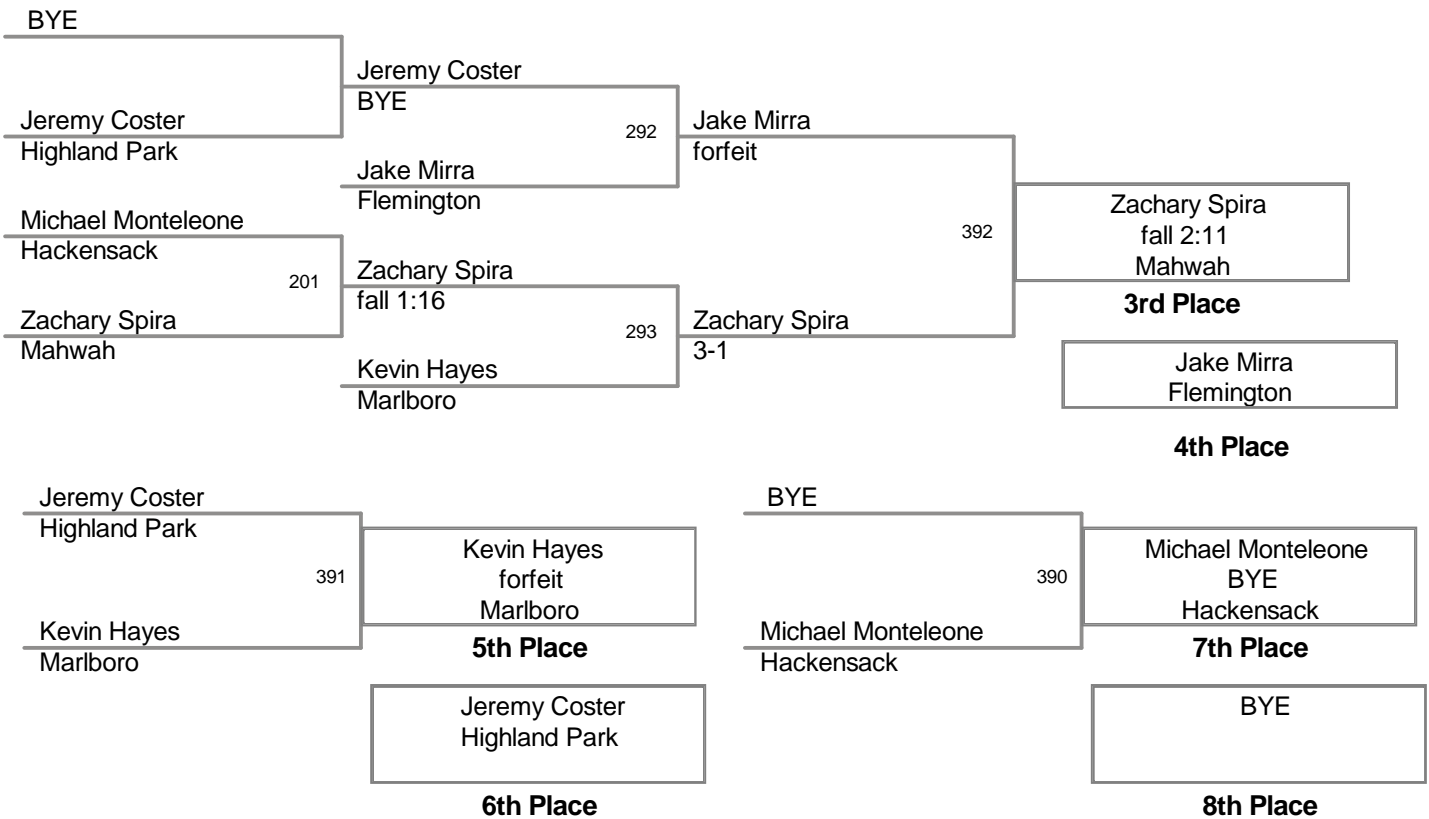 BYE
Jeremy Coster
BYE
Jeremy Coster
Highland Park
292
Jake Mirra
forfeit
Jake Mirra
Flemington
Michael Monteleone
Hackensack
201
Zachary Spira
fall 1:16
Zachary Spira
Mahwah
293
Zachary Spira
3-1
Kevin Hayes
Marlboro
392
Zachary Spira
fall 2:11
Mahwah
3rd Place
Jake Mirra
Flemington
4th Place
Jeremy Coster
Highland Park
391
Kevin Hayes
Marlboro
Kevin Hayes
forfeit
Marlboro
5th Place
Jeremy Coster
Highland Park
6th Place
BYE
390
Michael Monteleone
Hackensack
Michael Monteleone
BYE
Hackensack
7th Place
BYE
8th Place